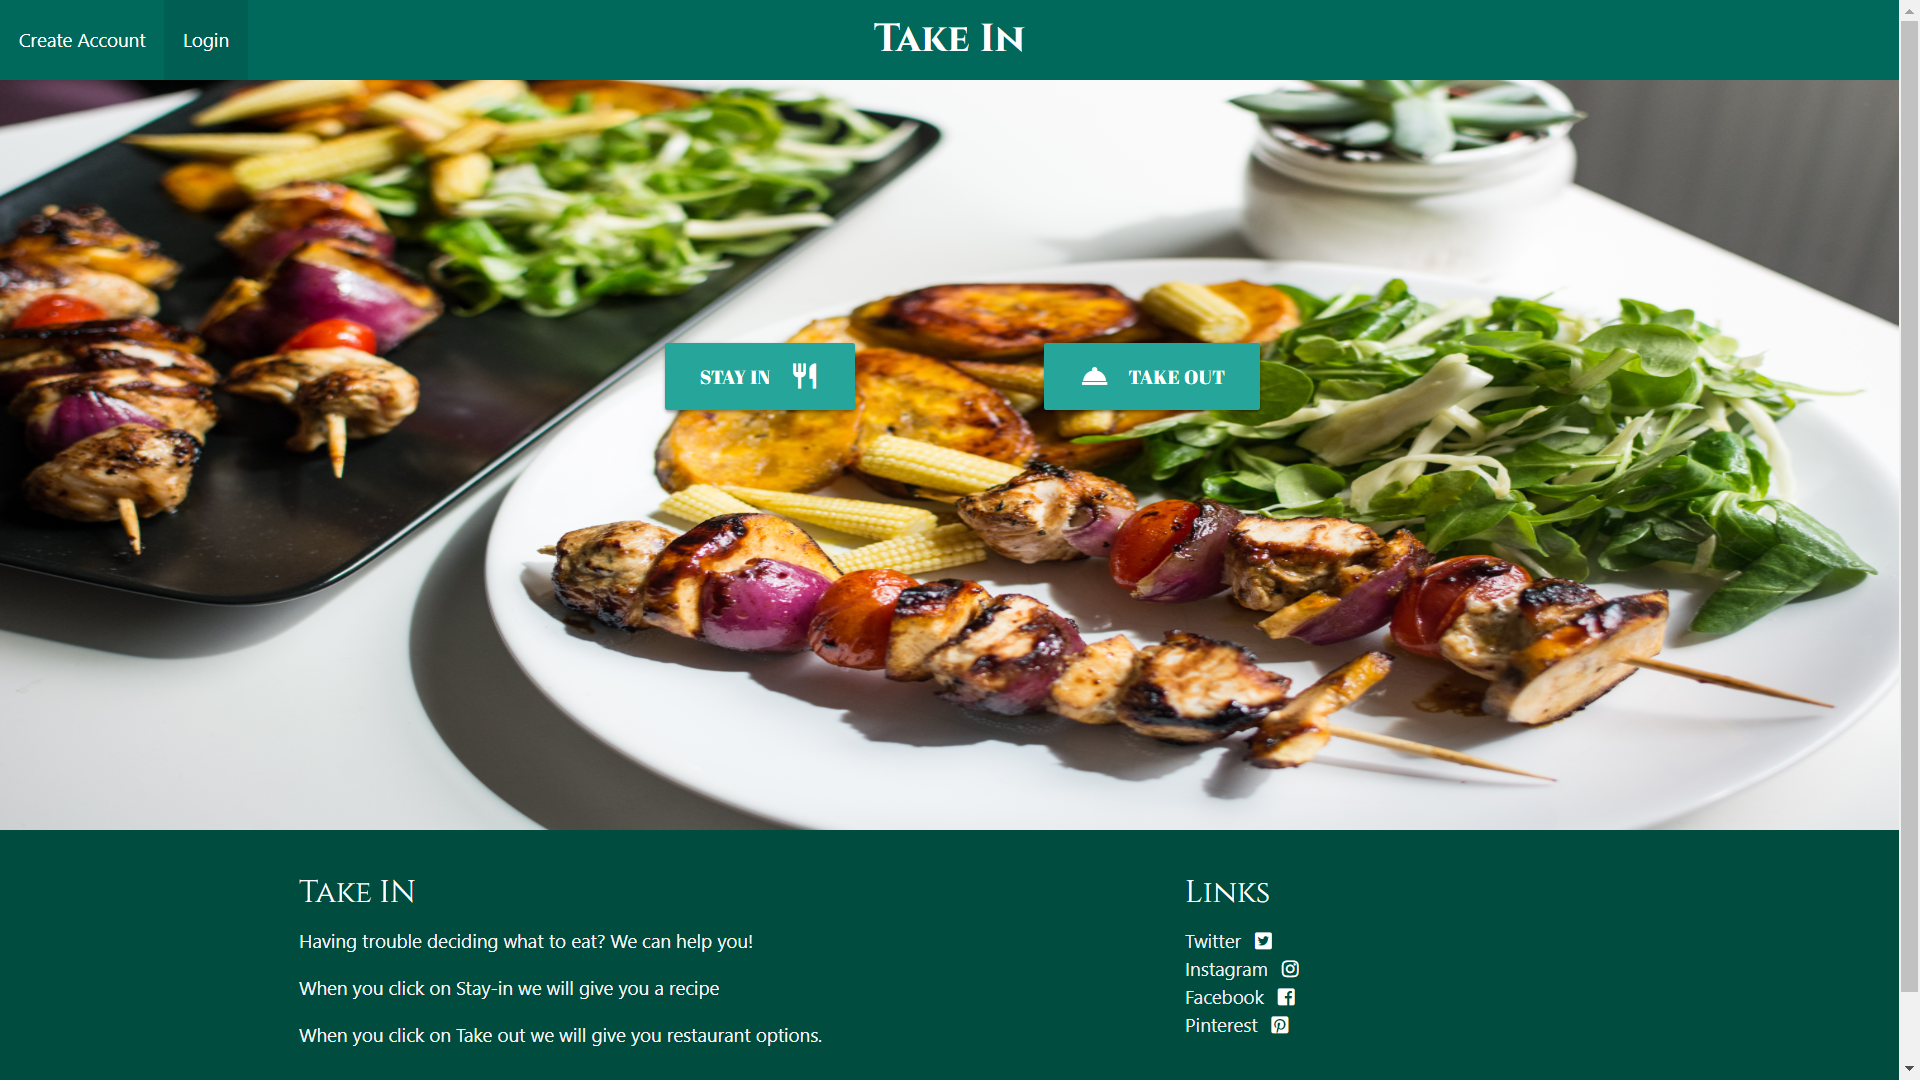 Create Account
Login
Take In
STAY IN
TAKE OUT
Take IN
Having trouble deciding what to eat? We can help you!
When you click on Stay-in we will give you a recipe
When you click on Take out we will give you restaurant options.
Links
Twitter
Instagram
Facebook
Pinterest